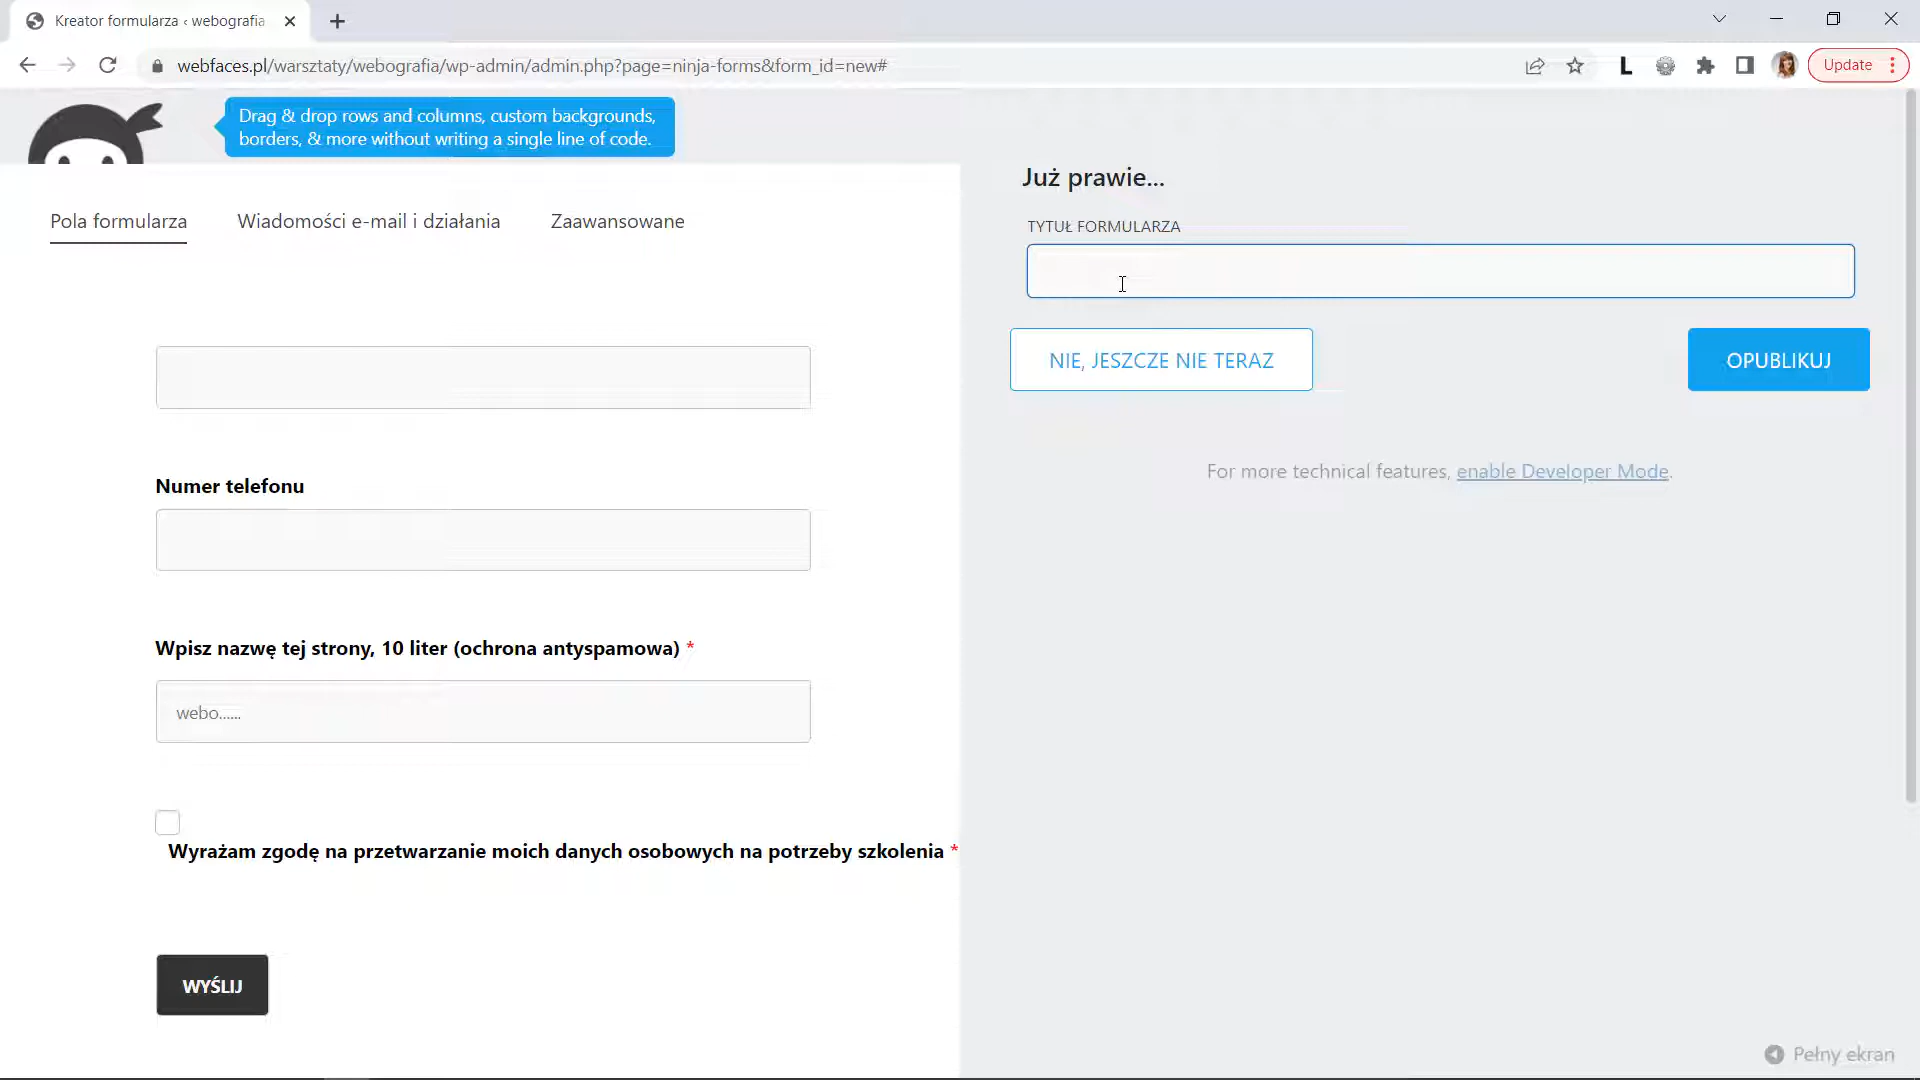 Kreator formularza ‹ webografia
webfaces.pl/warsztaty/webografia/wp-admin/admin.php?page=ninja-forms&form_id=new#
L
Update
Drag & drop rows and columns, custom backgrounds,
borders, & more without writing a single line of code.
Pola formularza
Wiadomości e-mail i działania
Zaawansowane
Numer telefonu
Wpisz nazwę tej strony, 10 liter (ochrona antyspamowa) *
webo......
Wyrażam zgodę na przetwarzanie moich danych osobowych na potrzeby szkolenia *
WYŚLIJ
Już prawie...
TYTUŁ FORMULARZA
NIE, JESZCZE NIE TERAZ
OPUBLIKUJ
For more technical features, enable Developer Mode.
Pełny ekran